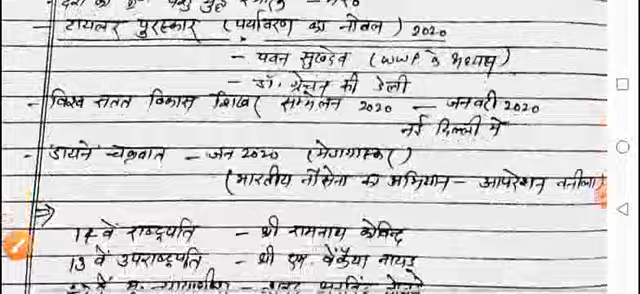 - टायलर पुरस्कार (पर्यावरण का नोबल) 2020
- पवन सुखदेव (WWF के अध्यक्ष)
- डॉ. ग्रेचन सी डेली
- विश्व सतत विकास शिखर सम्मेलन 2020 – जनवरी 2020
नई दिल्ली में
- 'डायने' चक्रवात – जन 2020 (मेडागास्कर)
(भारतीय नौसेना का अभियान – आपरेशन वनीला)
⇒
14 वें राष्ट्रपति – श्री रामनाथ कोविन्द
13 वें उपराष्ट्रपति – श्री एम. वेंकैया नायडू